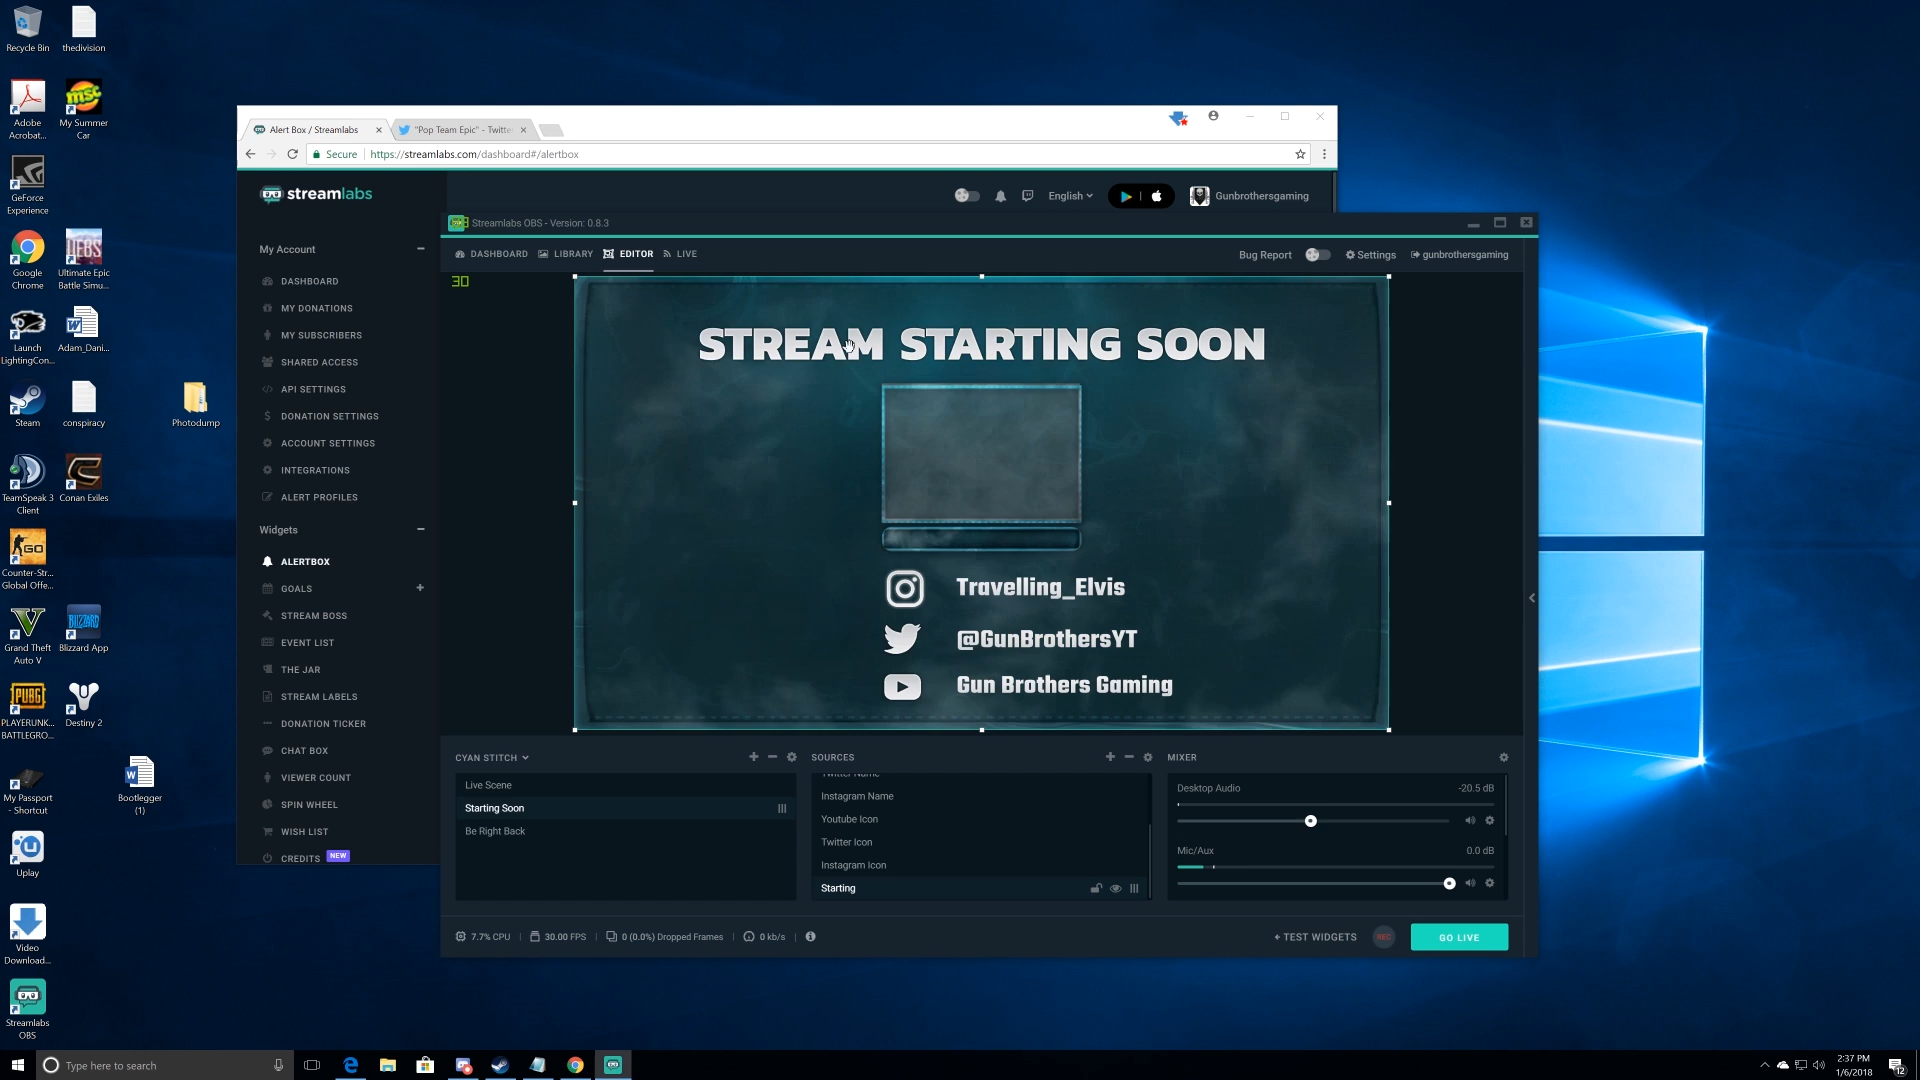 Recycle Bin
thedivision
Adobe
Acrobat...
My Summer
Car
GeForce
Experience
Google
Chrome
Ultimate Epic
Battle Simu...
Launch
LightingCon...
Adam_Dani...
Steam
conspiracy
Photodump
TeamSpeak 3
Client
Conan Exiles
Counter-Str...
Global Offe...
Grand Theft
Auto V
Blizzard App
PLAYERUNK...
BATTLEGRO...
Destiny 2
My Passport
- Shortcut
Bootlegger
(1)
Uplay
Video
Download...
Streamlabs
OBS
Alert Box / Streamlabs
"Pop Team Epic" - Twitte
Secure
https://streamlabs.com/dashboard#/alertbox
streamlabs
English
Gunbrothersgaming
My Account
DASHBOARD
MY DONATIONS
MY SUBSCRIBERS
SHARED ACCESS
API SETTINGS
DONATION SETTINGS
ACCOUNT SETTINGS
INTEGRATIONS
ALERT PROFILES
Widgets
ALERTBOX
GOALS
STREAM BOSS
EVENT LIST
THE JAR
STREAM LABELS
DONATION TICKER
CHAT BOX
VIEWER COUNT
SPIN WHEEL
WISH LIST
CREDITS NEW
Streamlabs OBS - Version: 0.8.3
DASHBOARD LIBRARY EDITOR LIVE
Bug Report Settings gunbrothersgaming
30
STREAM STARTING SOON
Travelling_Elvis
@GunBrothersYT
Gun Brothers Gaming
CYAN STITCH
Live Scene
Starting Soon
Be Right Back
SOURCES
Twitter Name
Instagram Name
Youtube Icon
Twitter Icon
Instagram Icon
Starting
MIXER
Desktop Audio -20.5 dB
Mic/Aux 0.0 dB
7.7% CPU | 30.00 FPS | 0 (0.0%) Dropped Frames | 0 kb/s |
+ TEST WIDGETS
REC
GO LIVE
Type here to search
2:37 PM
1/6/2018
12